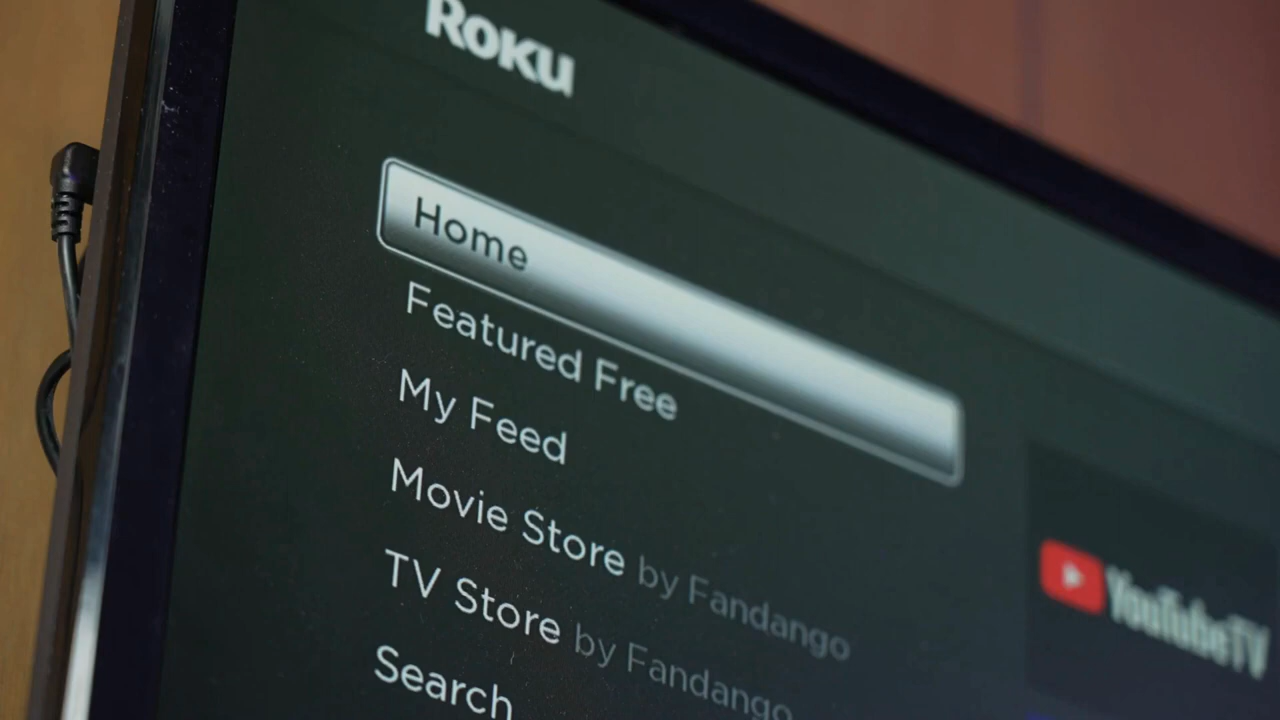 Roku
Home
Featured Free
My Feed
Movie Store by Fandango
TV Store by Fandango
Search
YouTubeTV